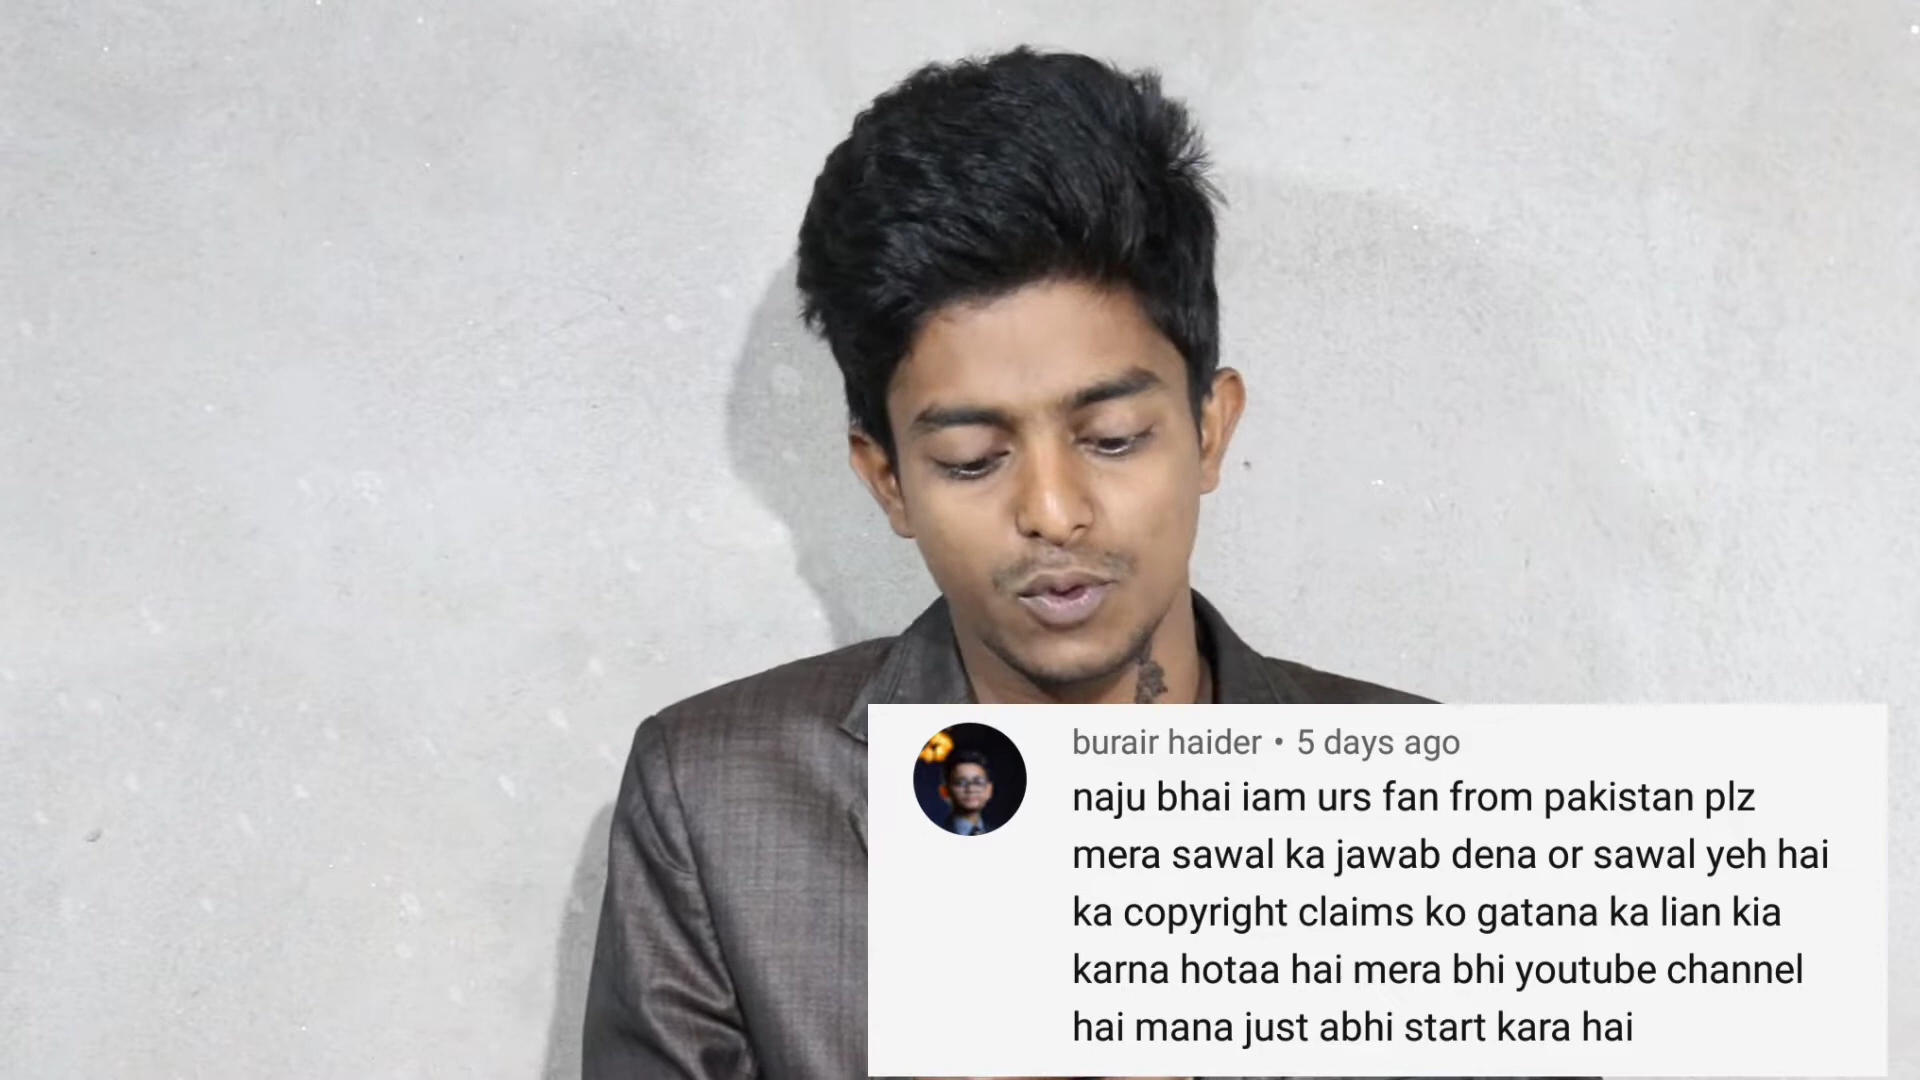 burair haider • 5 days ago
naju bhai iam urs fan from pakistan plz
mera sawal ka jawab dena or sawal yeh hai
ka copyright claims ko gatana ka lian kia
karna hotaa hai mera bhi youtube channel
hai mana just abhi start kara hai